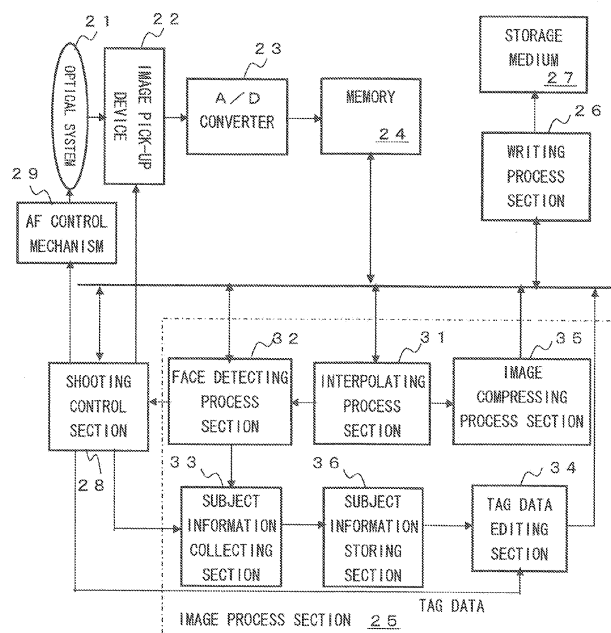 21
22
23
OPTICAL SYSTEM
IMAGE PICK-UP
DEVICE
A/D
CONVERTER
MEMORY
24
STORAGE
MEDIUM
27
26
WRITING
PROCESS
SECTION
29
AF CONTROL
MECHANISM
32
31
35
SHOOTING
CONTROL
SECTION
28
FACE DETECTING
PROCESS
SECTION
INTERPOLATING
PROCESS
SECTION
IMAGE
COMPRESSING
PROCESS SECTION
33
36
34
SUBJECT
INFORMATION
COLLECTING
SECTION
SUBJECT
INFORMATION
STORING
SECTION
TAG DATA
EDITING
SECTION
TAG DATA
IMAGE PROCESS SECTION 25